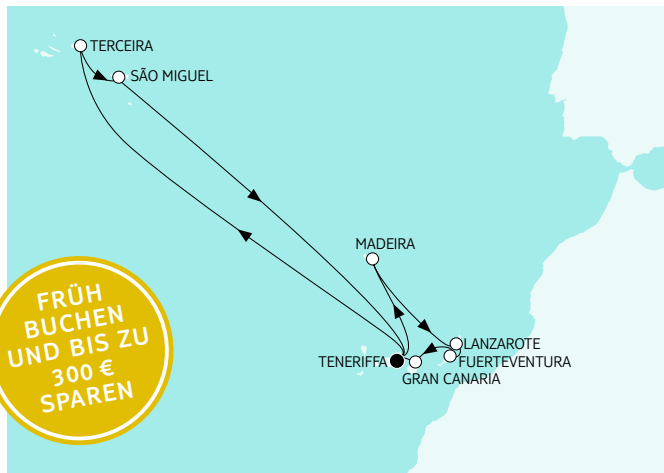 TERCEIRA
SÃO MIGUEL
MADEIRA
LANZAROTE
TENERIFFA
FUERTEVENTURA
GRAN CANARIA
FRÜH
BUCHEN
UND BIS ZU
300 €
SPAREN